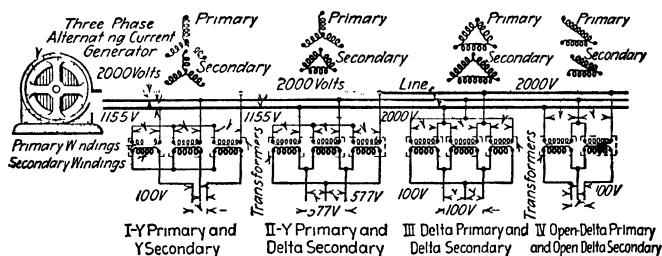 Three Phase
Alternating Current
Generator
2000 Volts
Primary
Secondary
Primary
Secondary
2000 Volts
Primary
Secondary
Line
2000V
Primary
Secondary
1155V
1155V
2000V
Primary Windings
Secondary Windings
Transformers
Transformers
100V
577V
577V
100V
100V
100V
100V
I-Y Primary and
Y Secondary
II-Y Primary and
Delta Secondary
III Delta Primary and
Delta Secondary
IV Open-Delta Primary
and Open Delta Secondary